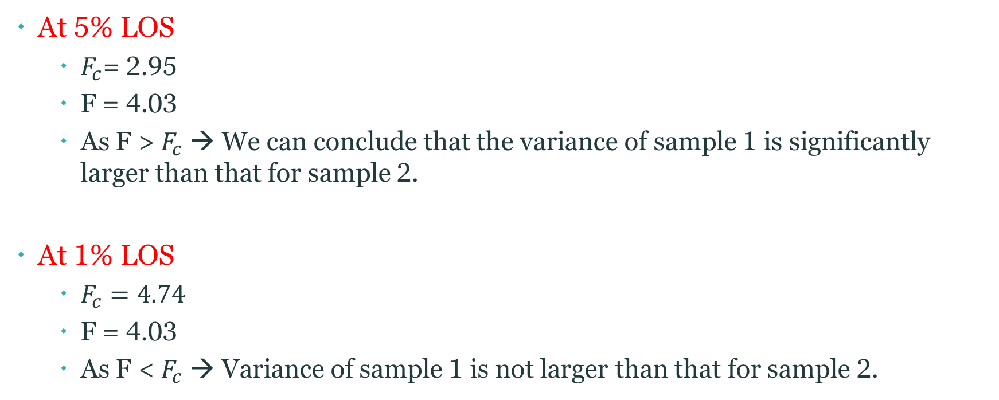 At 5% LOS
F_c= 2.95
F = 4.03
As F > F_c → We can conclude that the variance of sample 1 is significantly
larger than that for sample 2.
At 1% LOS
F_c = 4.74
F = 4.03
As F < F_c → Variance of sample 1 is not larger than that for sample 2.